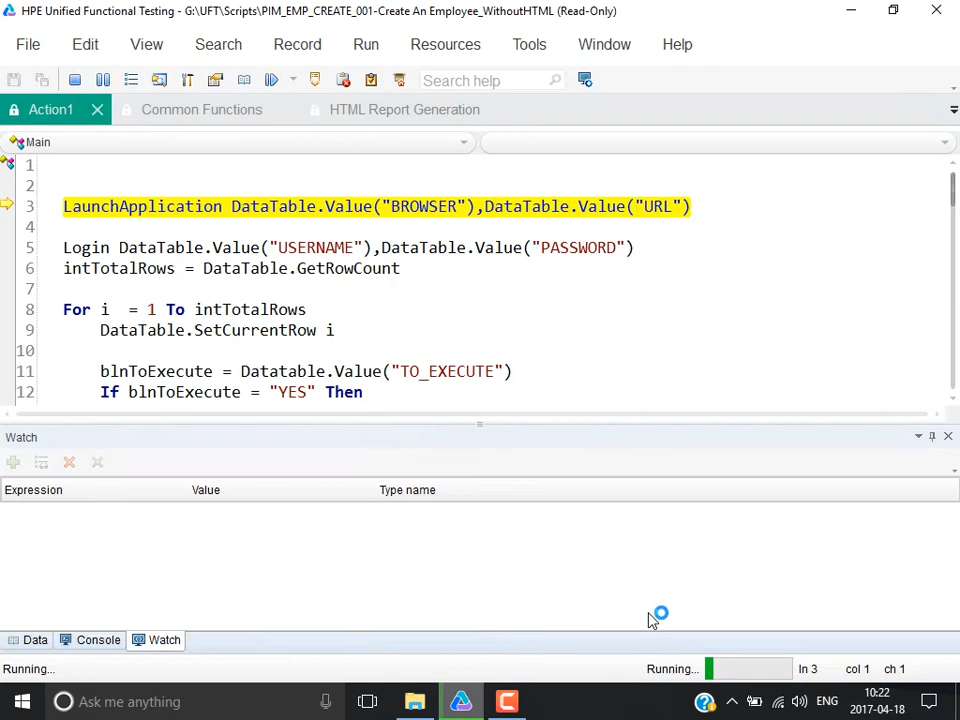 HPE Unified Functional Testing - G:\UFT\Scripts\PIM_EMP_CREATE_001-Create An Employee_WithoutHTML (Read-Only)
File Edit View Search Record Run Resources Tools Window Help
Search help
Action1 Common Functions HTML Report Generation
Main
1
2
3 LaunchApplication DataTable.Value("BROWSER"),DataTable.Value("URL")
4
5 Login DataTable.Value("USERNAME"),DataTable.Value("PASSWORD")
6 intTotalRows = DataTable.GetRowCount
7
8 For i = 1 To intTotalRows
9 DataTable.SetCurrentRow i
10
11 blnToExecute = Datatable.Value("TO_EXECUTE")
12 If blnToExecute = "YES" Then
Watch
Expression Value Type name
Data Console Watch
Running... Running... ln 3 col 1 ch 1
Ask me anything ENG 10:22
2017-04-18